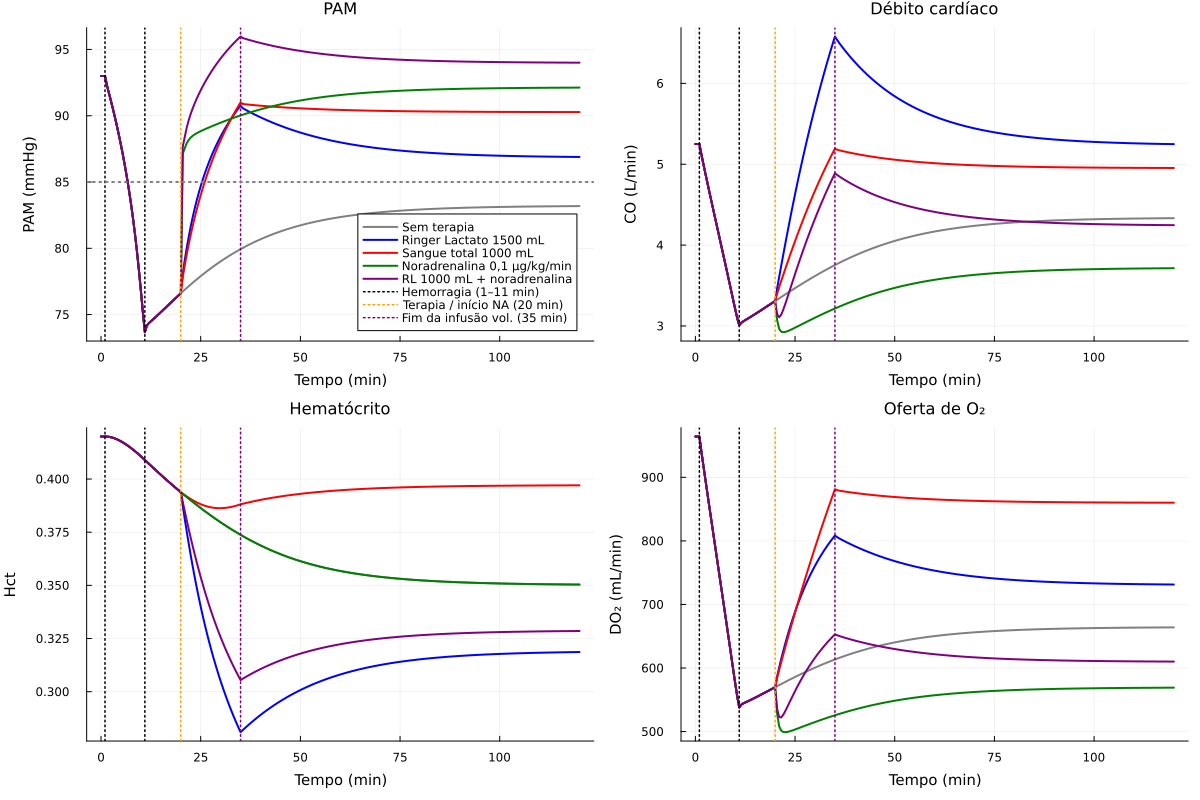 PAM
95
90
85
80
75
PAM (mmHg)
0
25
50
75
100
Tempo (min)
Sem terapia
Ringer Lactato 1500 mL
Sangue total 1000 mL
Noradrenalina 0,1 µg/kg/min
RL 1000 mL + noradrenalina
Hemorragia (1–11 min)
Terapia / início NA (20 min)
Fim da infusão vol. (35 min)
Débito cardíaco
6
5
4
3
CO (L/min)
0
25
50
75
100
Tempo (min)
Hematócrito
0.400
0.375
0.350
0.325
0.300
Hct
0
25
50
75
100
Tempo (min)
Oferta de O₂
900
800
700
600
500
DO₂ (mL/min)
0
25
50
75
100
Tempo (min)